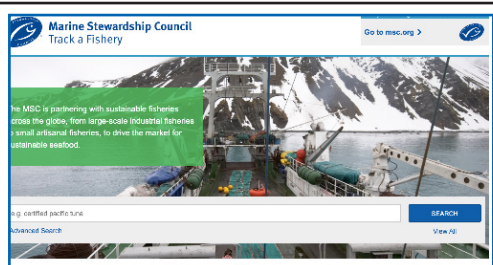 Marine Stewardship Council
Track a Fishery
Go to msc.org >
he MSC is partnering with sustainable fisheries
cross the globe, from large-scale industrial fisheries
small artisanal fisheries, to drive the market for
ustainable seafood.
e.g. certified pacific tuna
SEARCH
Advanced Search
View All